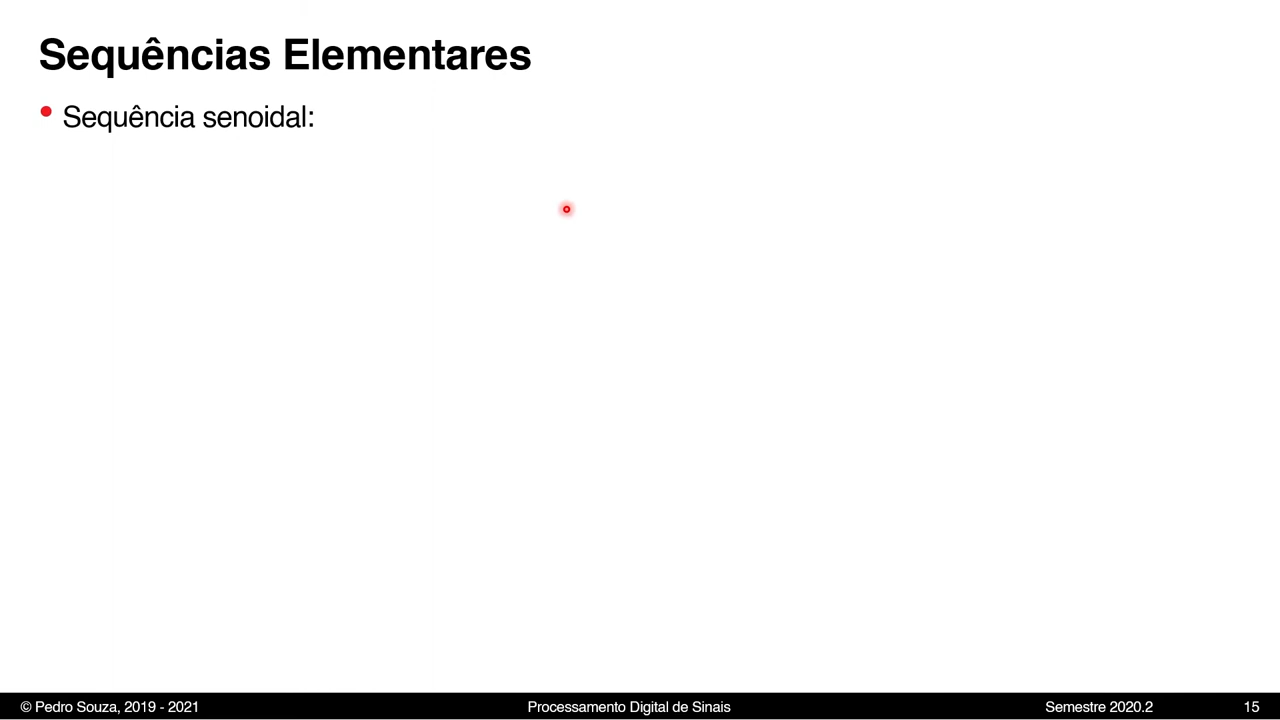 Sequências Elementares
• Sequência senoidal:
© Pedro Souza, 2019 - 2021 Processamento Digital de Sinais Semestre 2020.2 15